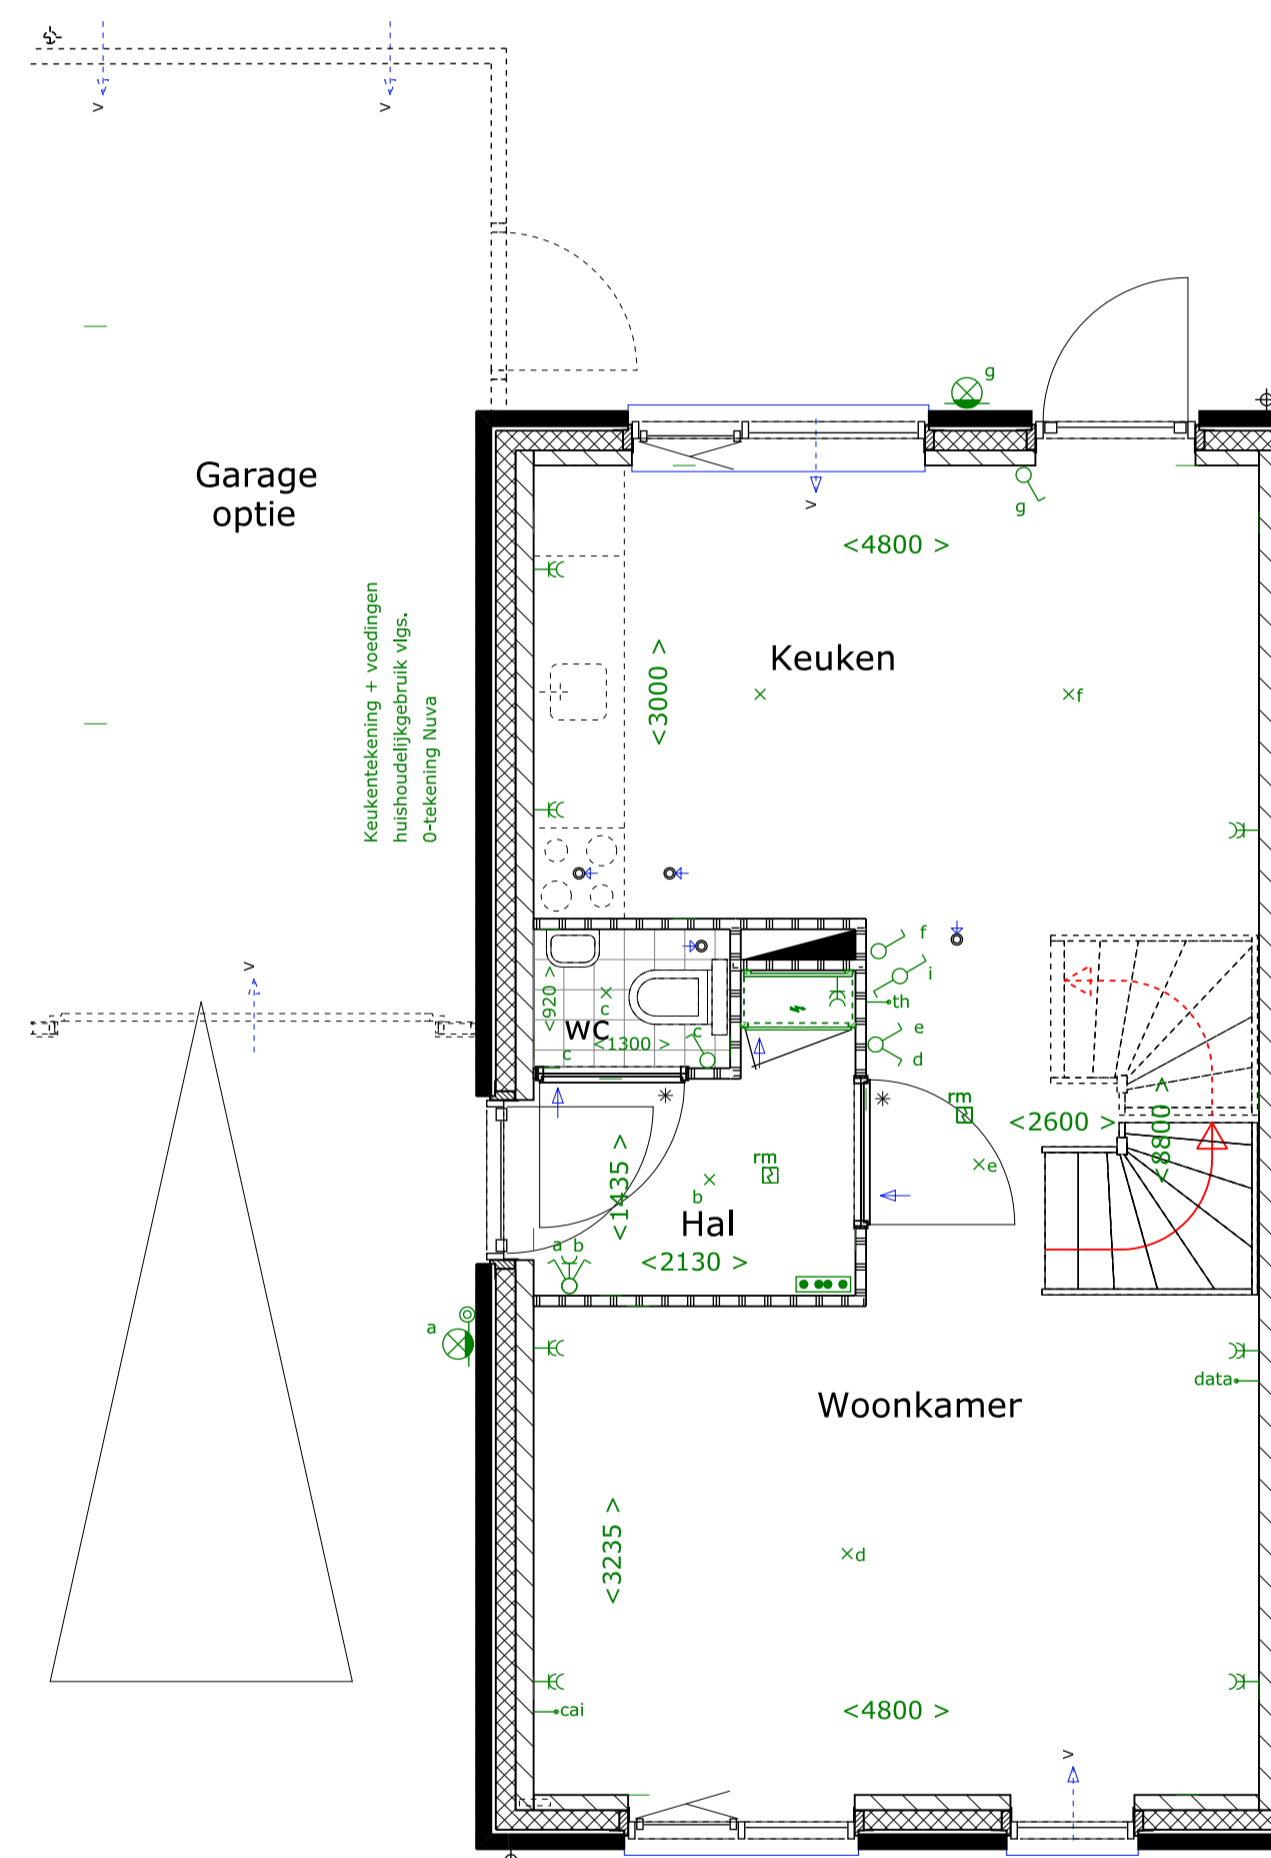 v
v
g
Garage
optie
g
v
<4800 >
Keukentekening + voedingen
huishoudelijkgebruik vlgs.
0-tekening Nuva
<3000 >
Keuken
f
f
i
v
<920 >
c
th
wc
<1300 >
c
c
e
d
rm
<2600 >
<8800 >
<1435 >
rm
e
b
Hal
a b
<2130 >
a
data
Woonkamer
<3235 >
d
cai
<4800 >
v